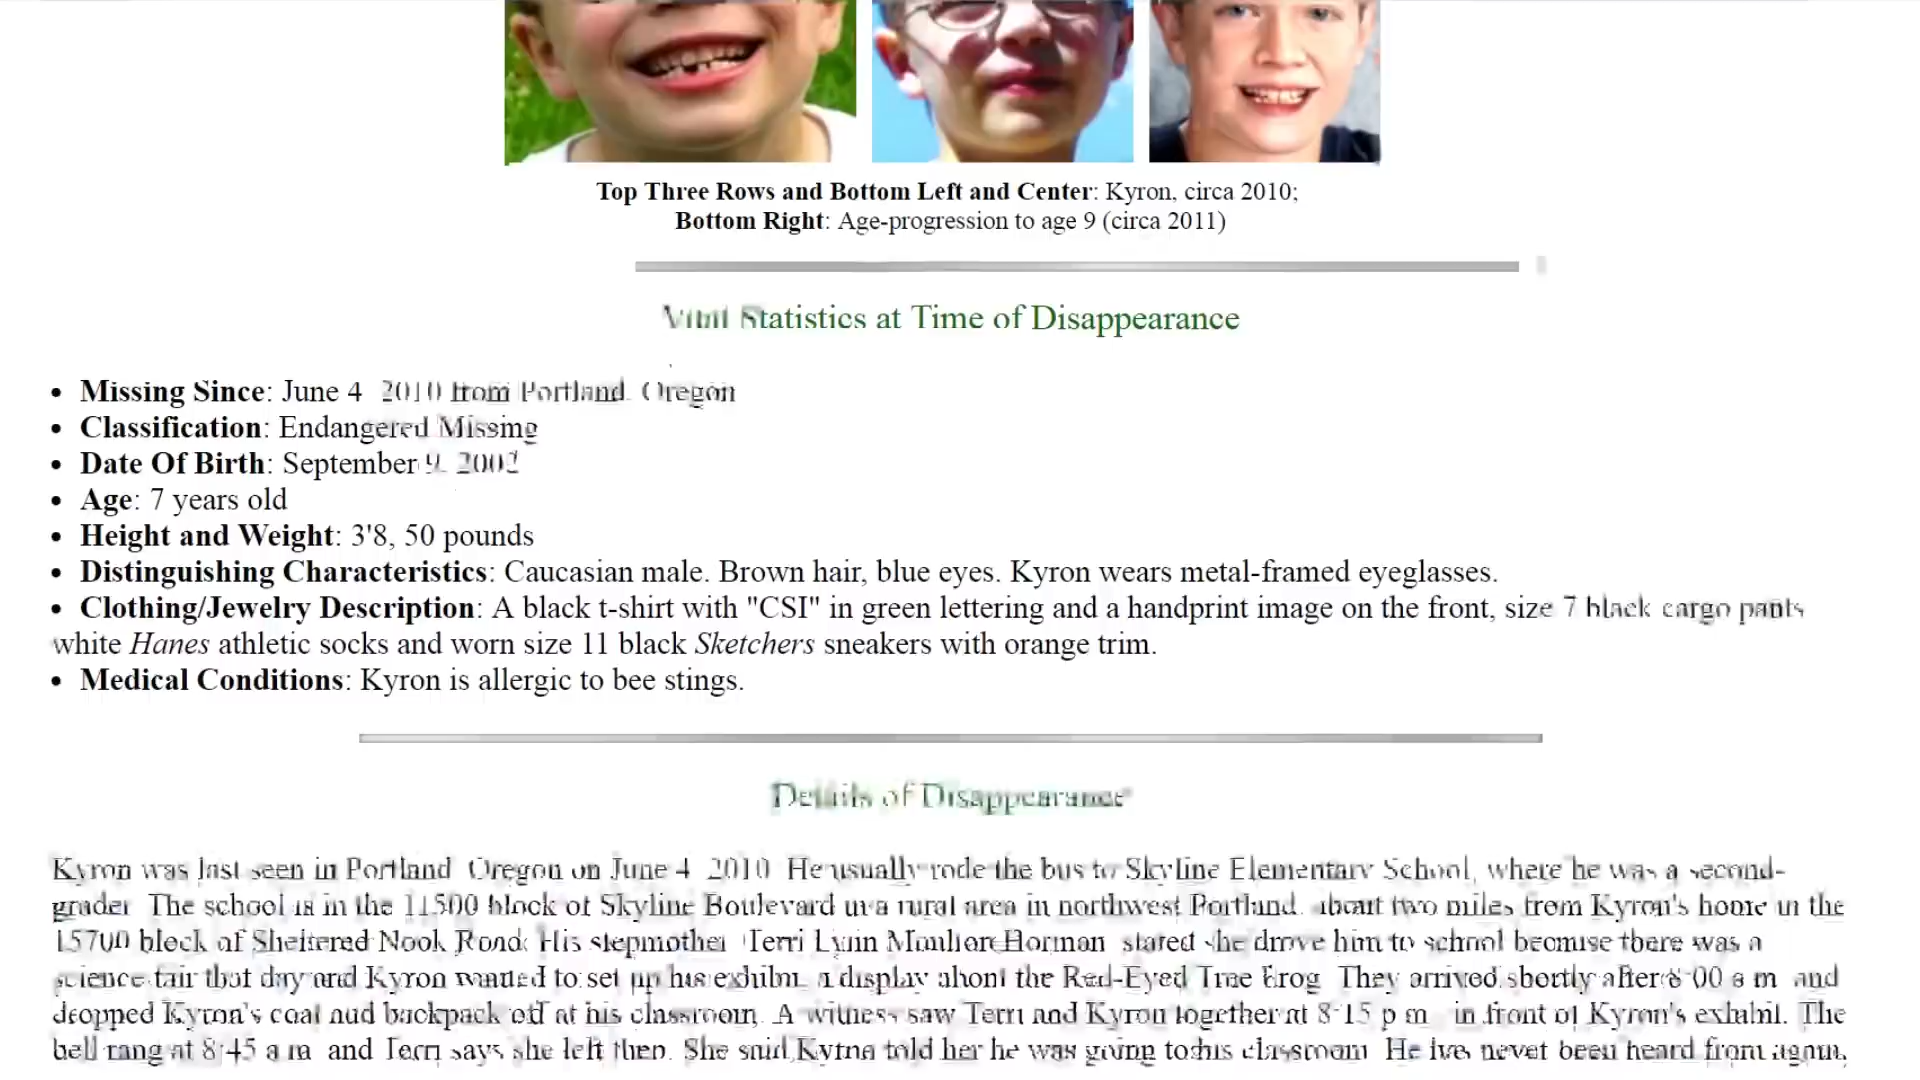 Top Three Rows and Bottom Left and Center: Kyron, circa 2010;
Bottom Right: Age-progression to age 9 (circa 2011)
Vital Statistics at Time of Disappearance
• Missing Since: June 4 2010 from Portland Oregon
• Classification: Endangered Missing
• Date Of Birth: September 9, 2002
• Age: 7 years old
• Height and Weight: 3'8, 50 pounds
• Distinguishing Characteristics: Caucasian male. Brown hair, blue eyes. Kyron wears metal-framed eyeglasses.
• Clothing/Jewelry Description: A black t-shirt with "CSI" in green lettering and a handprint image on the front, size 7 black cargo pants
white Hanes athletic socks and worn size 11 black Sketchers sneakers with orange trim.
• Medical Conditions: Kyron is allergic to bee stings.
Details of Disappearance
Kyron was last seen in Portland Oregon on June 4 2010 He usually rode the bus to Skyline Elementary School, where he was a second-
grader The school is in the 11500 block of Skyline Boulevard in a rural area in northwest Portland. about two miles from Kyron's home in the
15700 block of Sheltered Nook Road. His stepmother Terri Lynn Moulton Horman stated she drove him to school because there was a
science fair that day and Kyron wanted to set up his exhibit, a display about the Red-Eyed Tree Frog They arrived shortly after 8:00 a m and
dropped Kyron's coat and backpack off at his classroom. A witness saw Terri and Kyron together at 8:15 p m in front of Kyron's exhibit. The
bell rang at 8:45 a m and Terri says she left then. She said Kyron told her he was going to his classroom He has never been heard from again.